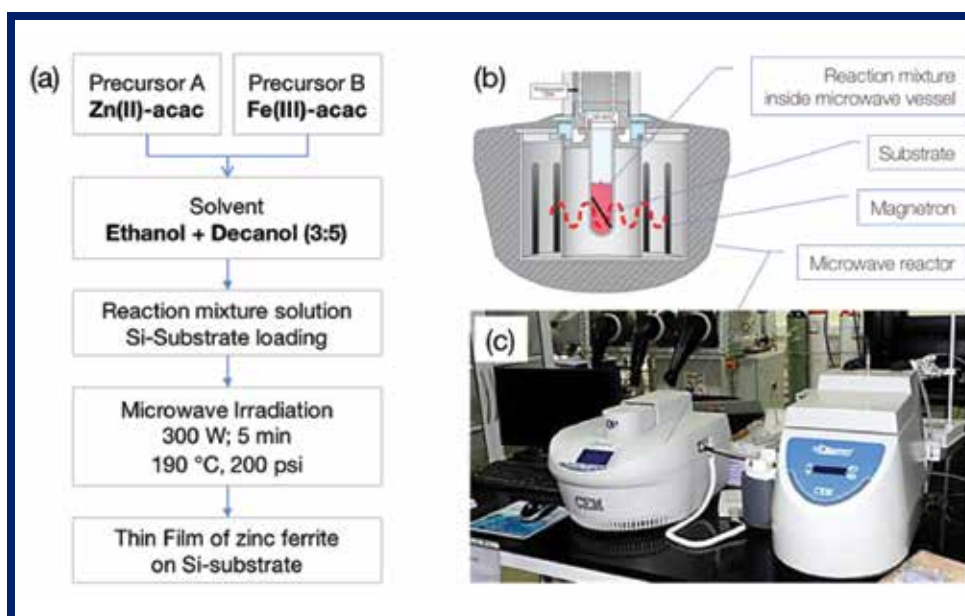 (a)
Precursor A
Zn(II)-acac
Precursor B
Fe(III)-acac
Solvent
Ethanol + Decanol (3:5)
Reaction mixture solution
Si-Substrate loading
Microwave Irradiation
300 W; 5 min
190 °C, 200 psi
Thin Film of zinc ferrite
on Si-substrate
(b)
Reaction mixture
inside microwave vessel
Substrate
Magnetron
Microwave reactor
(c)
CEM
CEM